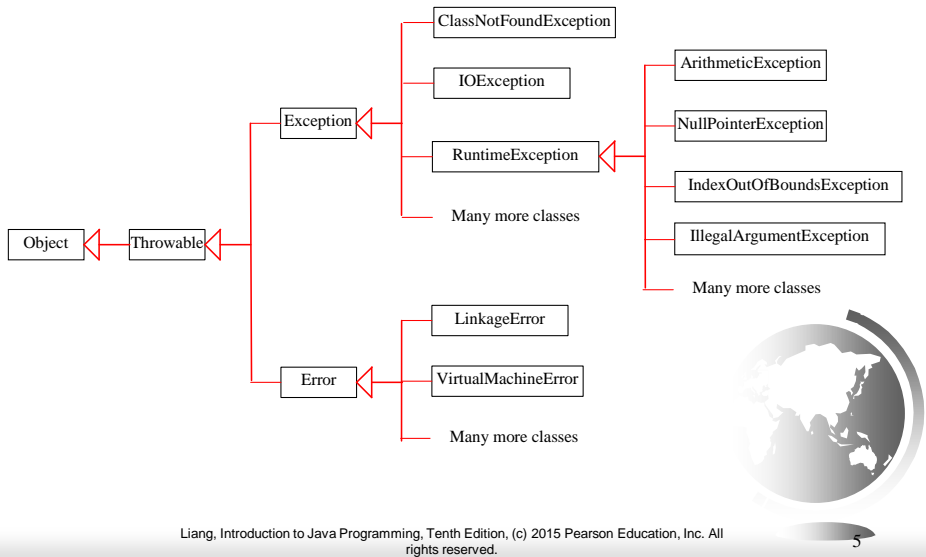 ClassNotFoundException
IOException
ArithmeticException
Exception
NullPointerException
RuntimeException
IndexOutOfBoundsException
Many more classes
Object
Throwable
IllegalArgumentException
Many more classes
LinkageError
Error
VirtualMachineError
Many more classes
Liang, Introduction to Java Programming, Tenth Edition, (c) 2015 Pearson Education, Inc. All
rights reserved.
5